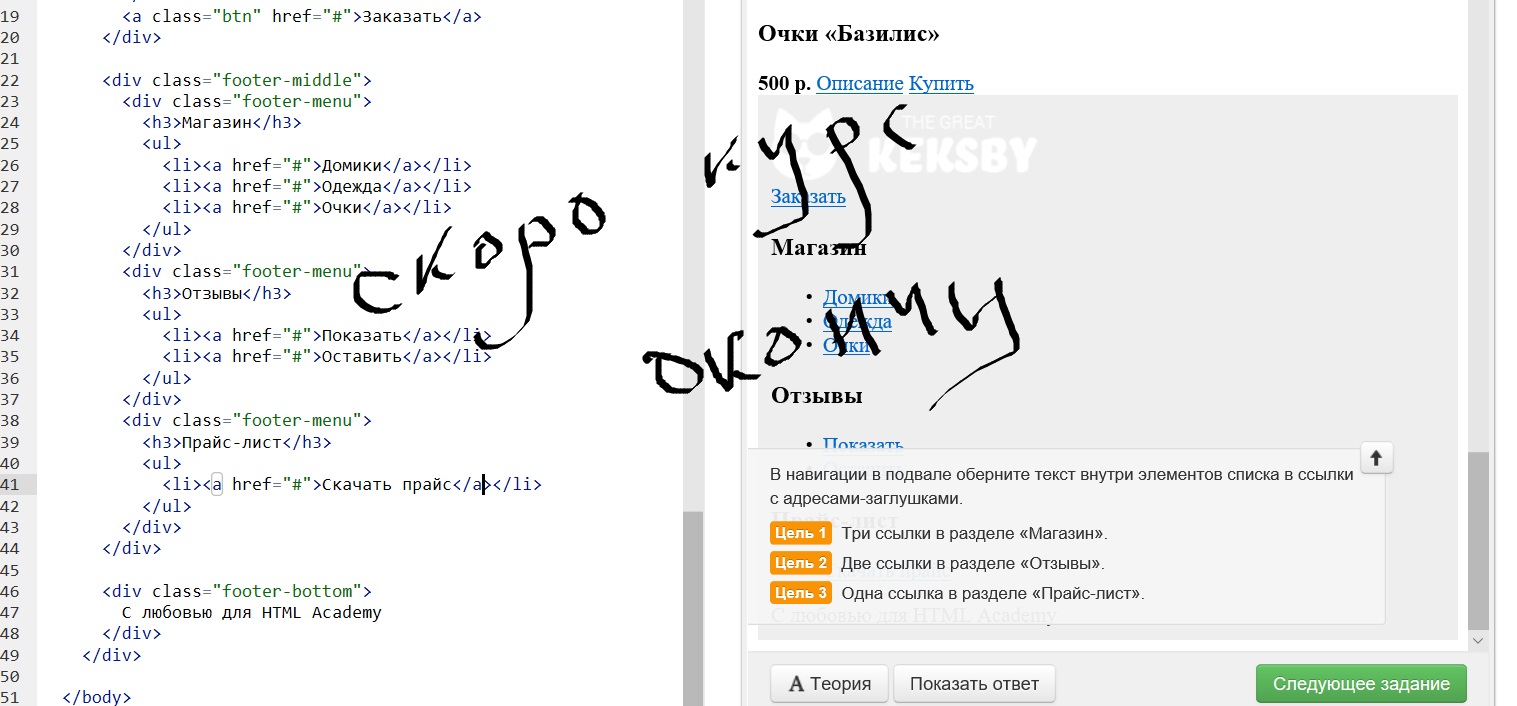 19 <a class="btn" href="#">Заказать</a>
20 </div>
21
22 <div class="footer-middle">
23 <div class="footer-menu">
24 <h3>Магазин</h3>
25 <ul>
26 <li><a href="#">Домики</a></li>
27 <li><a href="#">Одежда</a></li>
28 <li><a href="#">Очки</a></li>
29 </ul>
30 </div>
31 <div class="footer-menu">
32 <h3>Отзывы</h3>
33 <ul>
34 <li><a href="#">Показать</a></li>
35 <li><a href="#">Оставить</a></li>
36 </ul>
37 </div>
38 <div class="footer-menu">
39 <h3>Прайс-лист</h3>
40 <ul>
41 <li><a href="#">Скачать прайс</a></li>
42 </ul>
43 </div>
44 </div>
45
46 <div class="footer-bottom">
47 С любовью для HTML Academy
48 </div>
49 </div>
50
51 </body>
скоро курс
окончу
Очки «Базилис»
500 р. Описание Купить
THE GREAT
KEKSBY
Заказать
Магазин
Домики
Одежда
Очки
Отзывы
Показать
В навигации в подвале оберните текст внутри элементов списка в ссылки
с адресами-заглушками.
Прайс-лист
Цель 1 Три ссылки в разделе «Магазин».
Цель 2 Две ссылки в разделе «Отзывы».
Цель 3 Одна ссылка в разделе «Прайс-лист».
С любовью для HTML Academy
Теория
Показать ответ
Следующее задание